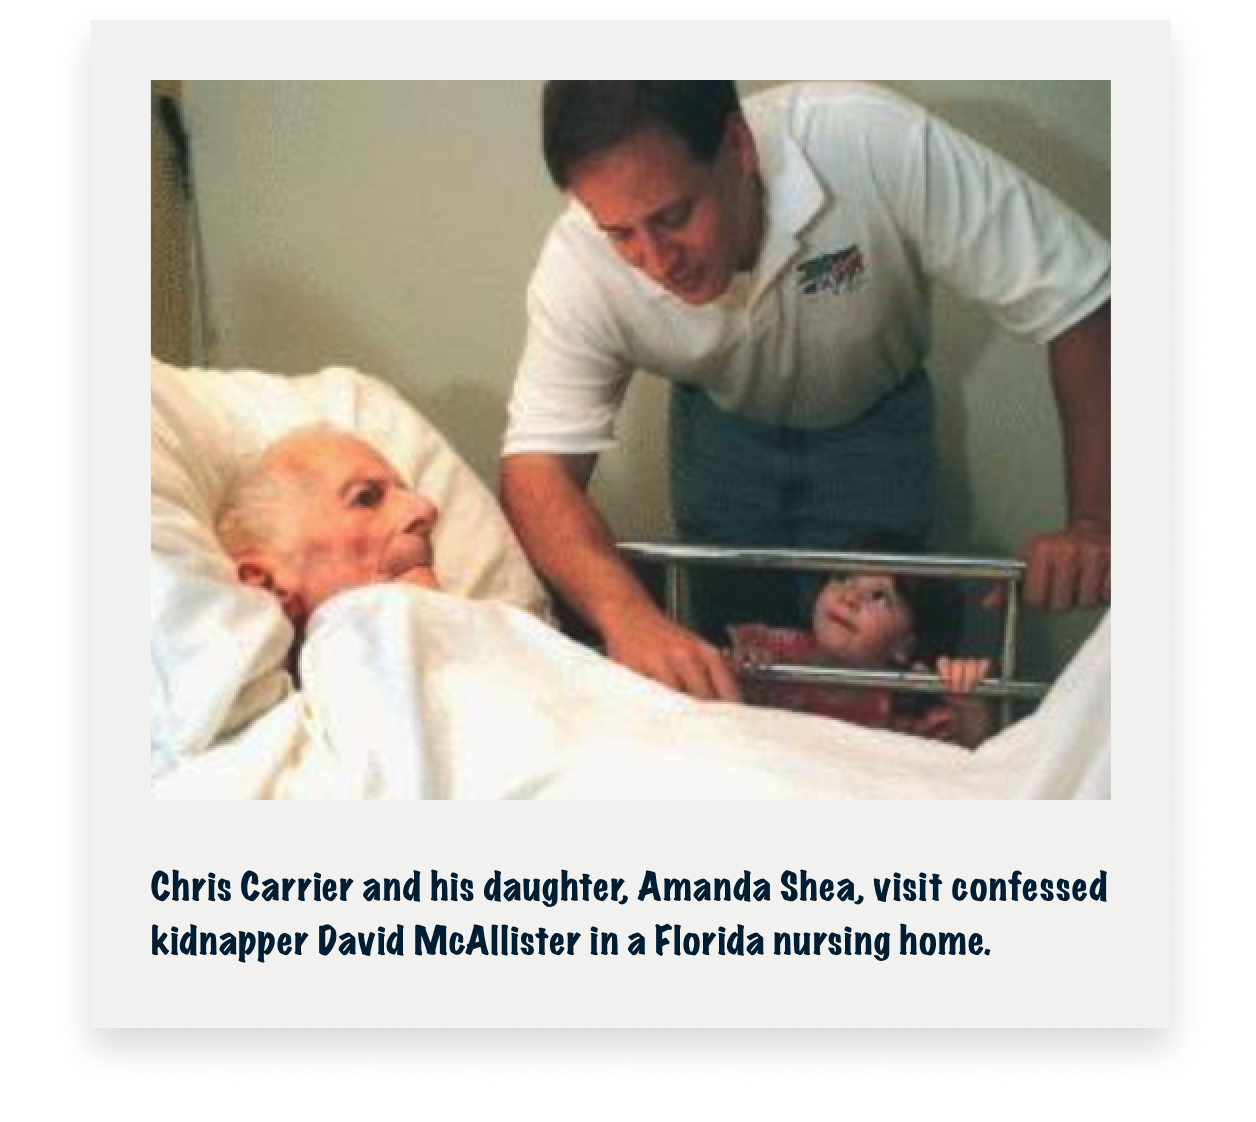 Chris Carrier and his daughter, Amanda Shea, visit confessed
kidnapper David McAllister in a Florida nursing home.